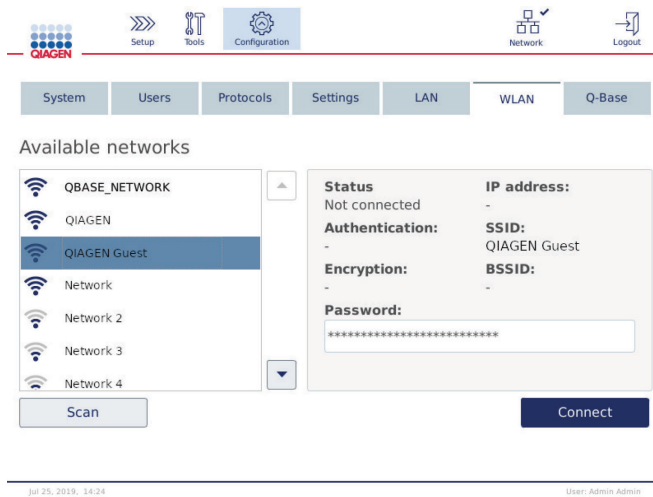 QIAGEN
Setup
Tools
Configuration
Network
Logout
System
Users
Protocols
Settings
LAN
WLAN
Q-Base
Available networks
QBASE_NETWORK
QIAGEN
QIAGEN Guest
Network
Network 2
Network 3
Network 4
Status
Not connected
IP address:
-
Authentication:
-
SSID:
QIAGEN Guest
Encryption:
-
BSSID:
-
Password:
**************************
Scan
Connect
Jul 25, 2019, 14:24
User: Admin Admin